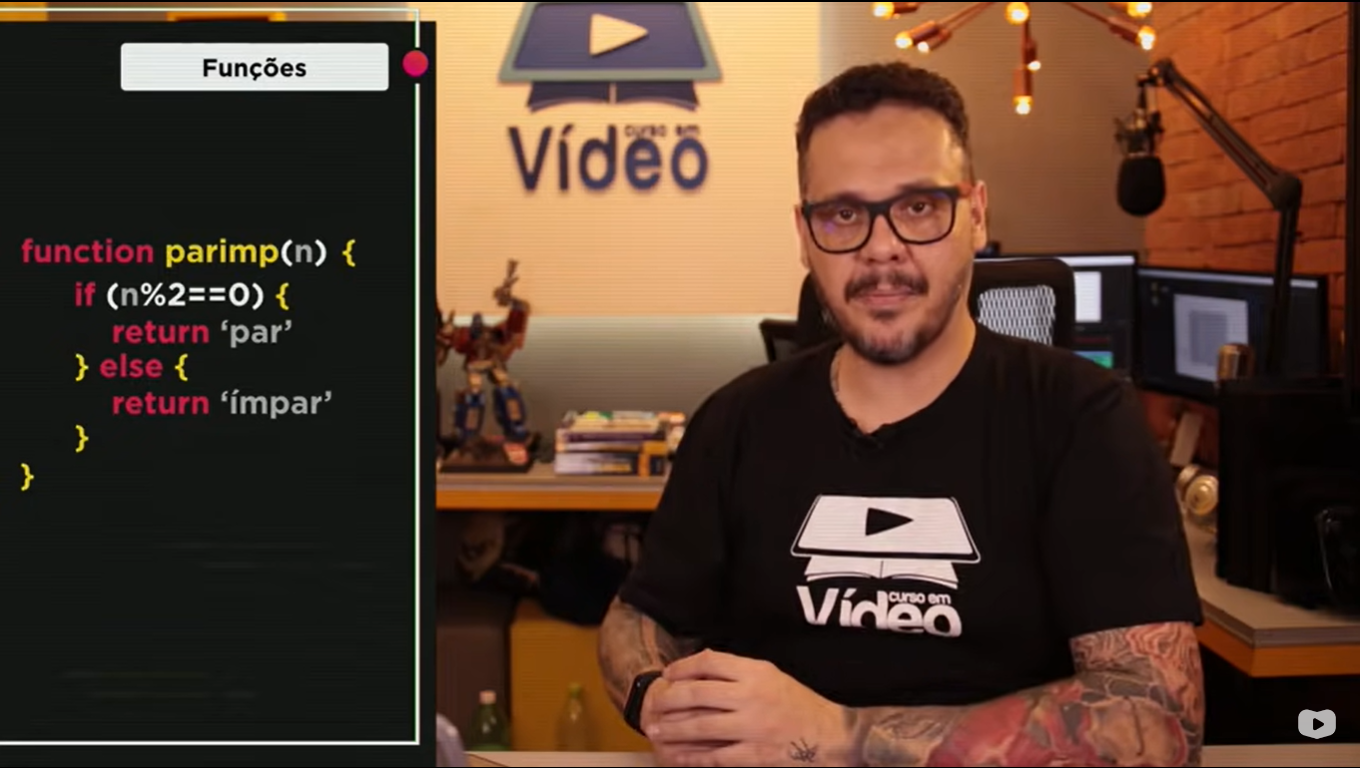 Funções
function parimp(n) {
if (n%2==0) {
return ‘par’
} else {
return ‘ímpar’
}
}
curso em
Vídeo
curso em
Vídeo